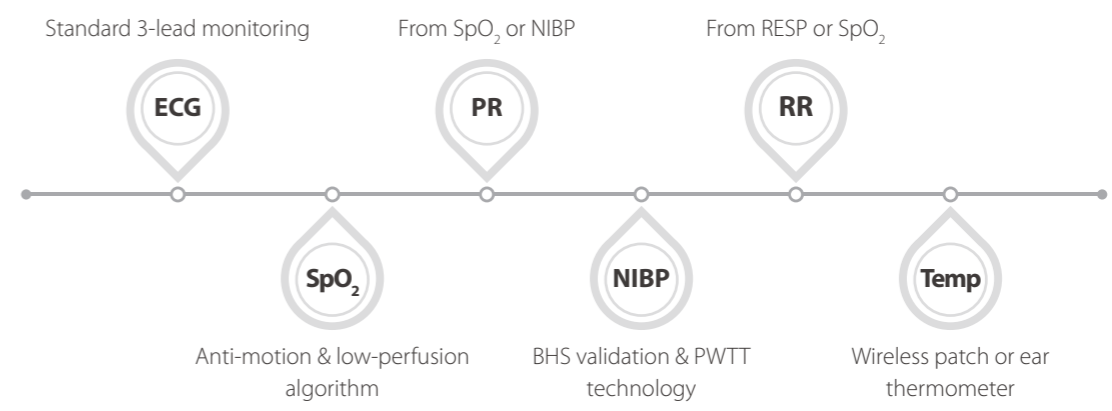 Standard 3-lead monitoring
From SpO₂ or NIBP
From RESP or SpO₂
ECG
PR
RR
SpO₂
NIBP
Temp
Anti-motion & low-perfusion
algorithm
BHS validation & PWTT
technology
Wireless patch or ear
thermometer